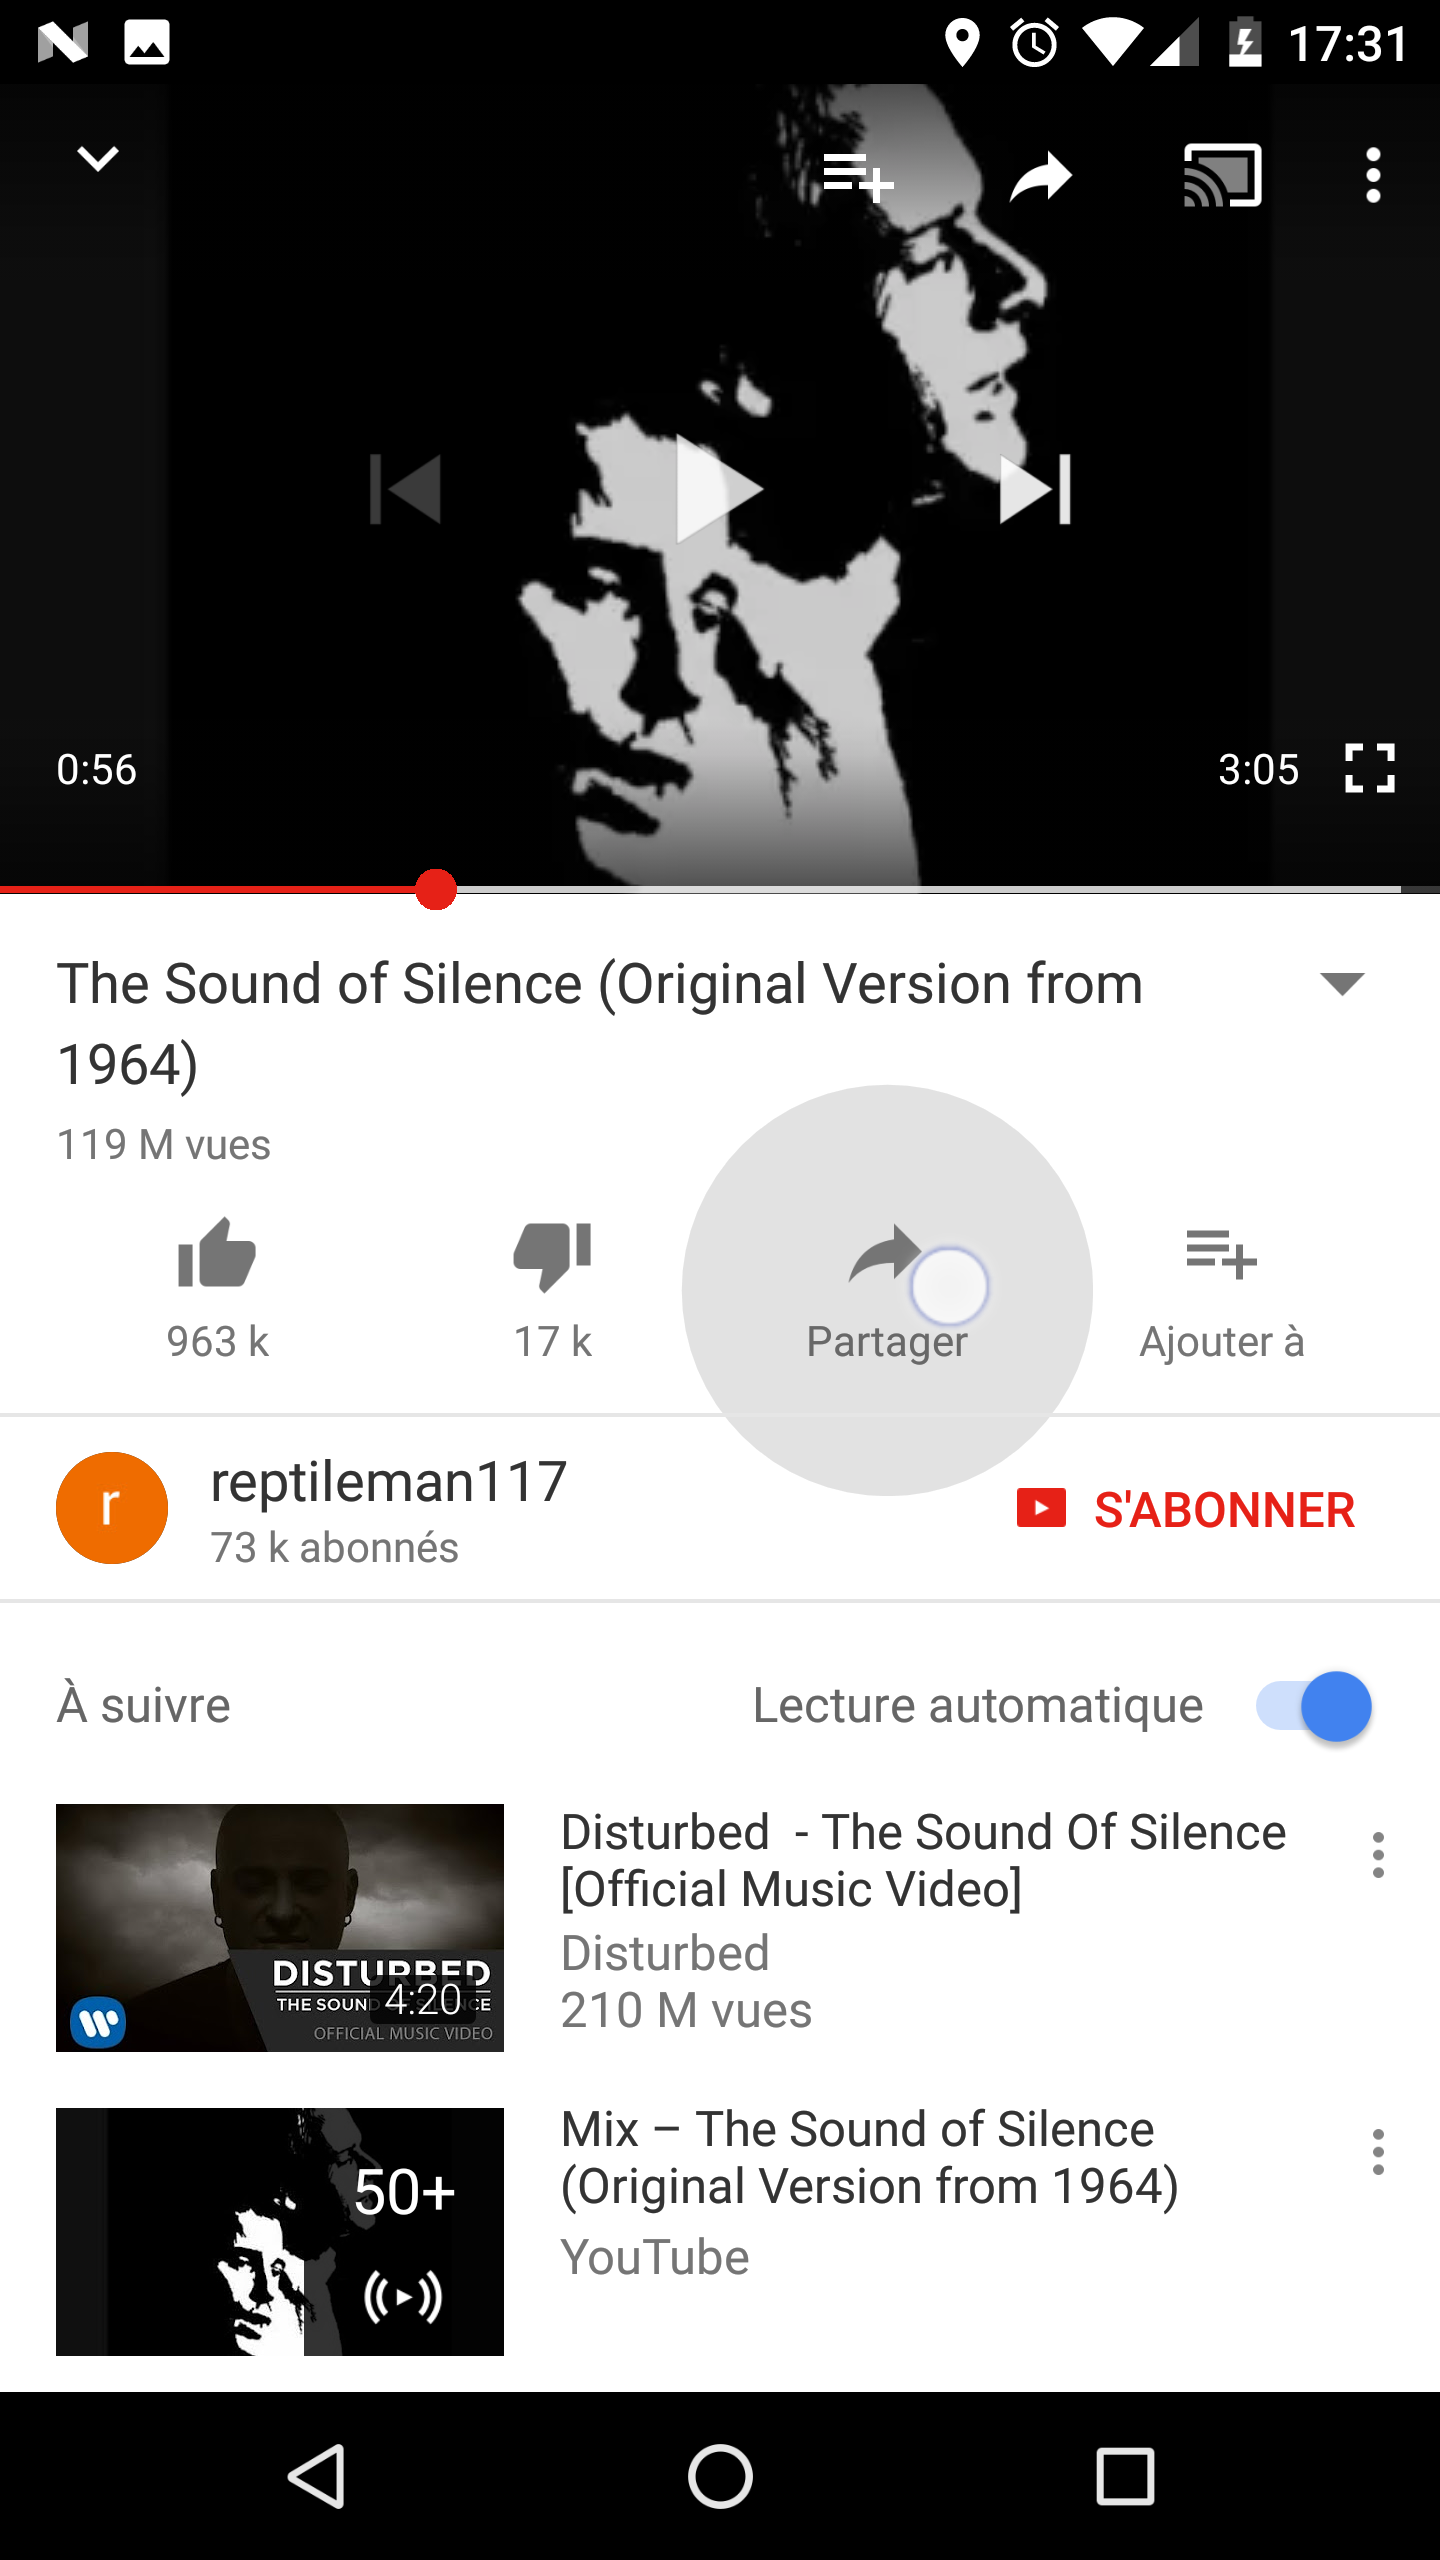 17:31
0:56
3:05
The Sound of Silence (Original Version from
1964)
119 M vues
963 k
17 k
Partager
Ajouter à
r
reptileman117
73 k abonnés
S'ABONNER
À suivre
Lecture automatique
DISTURBED
THE SOUND OF SILENCE
4:20
OFFICIAL MUSIC VIDEO
Disturbed  - The Sound Of Silence
[Official Music Video]
Disturbed
210 M vues
50+
Mix – The Sound of Silence
(Original Version from 1964)
YouTube